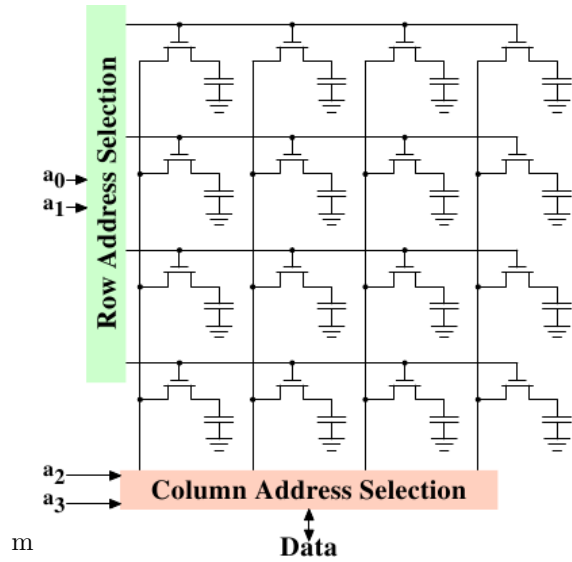 Row Address Selection
a0
a1
a2
a3
Column Address Selection
m
Data